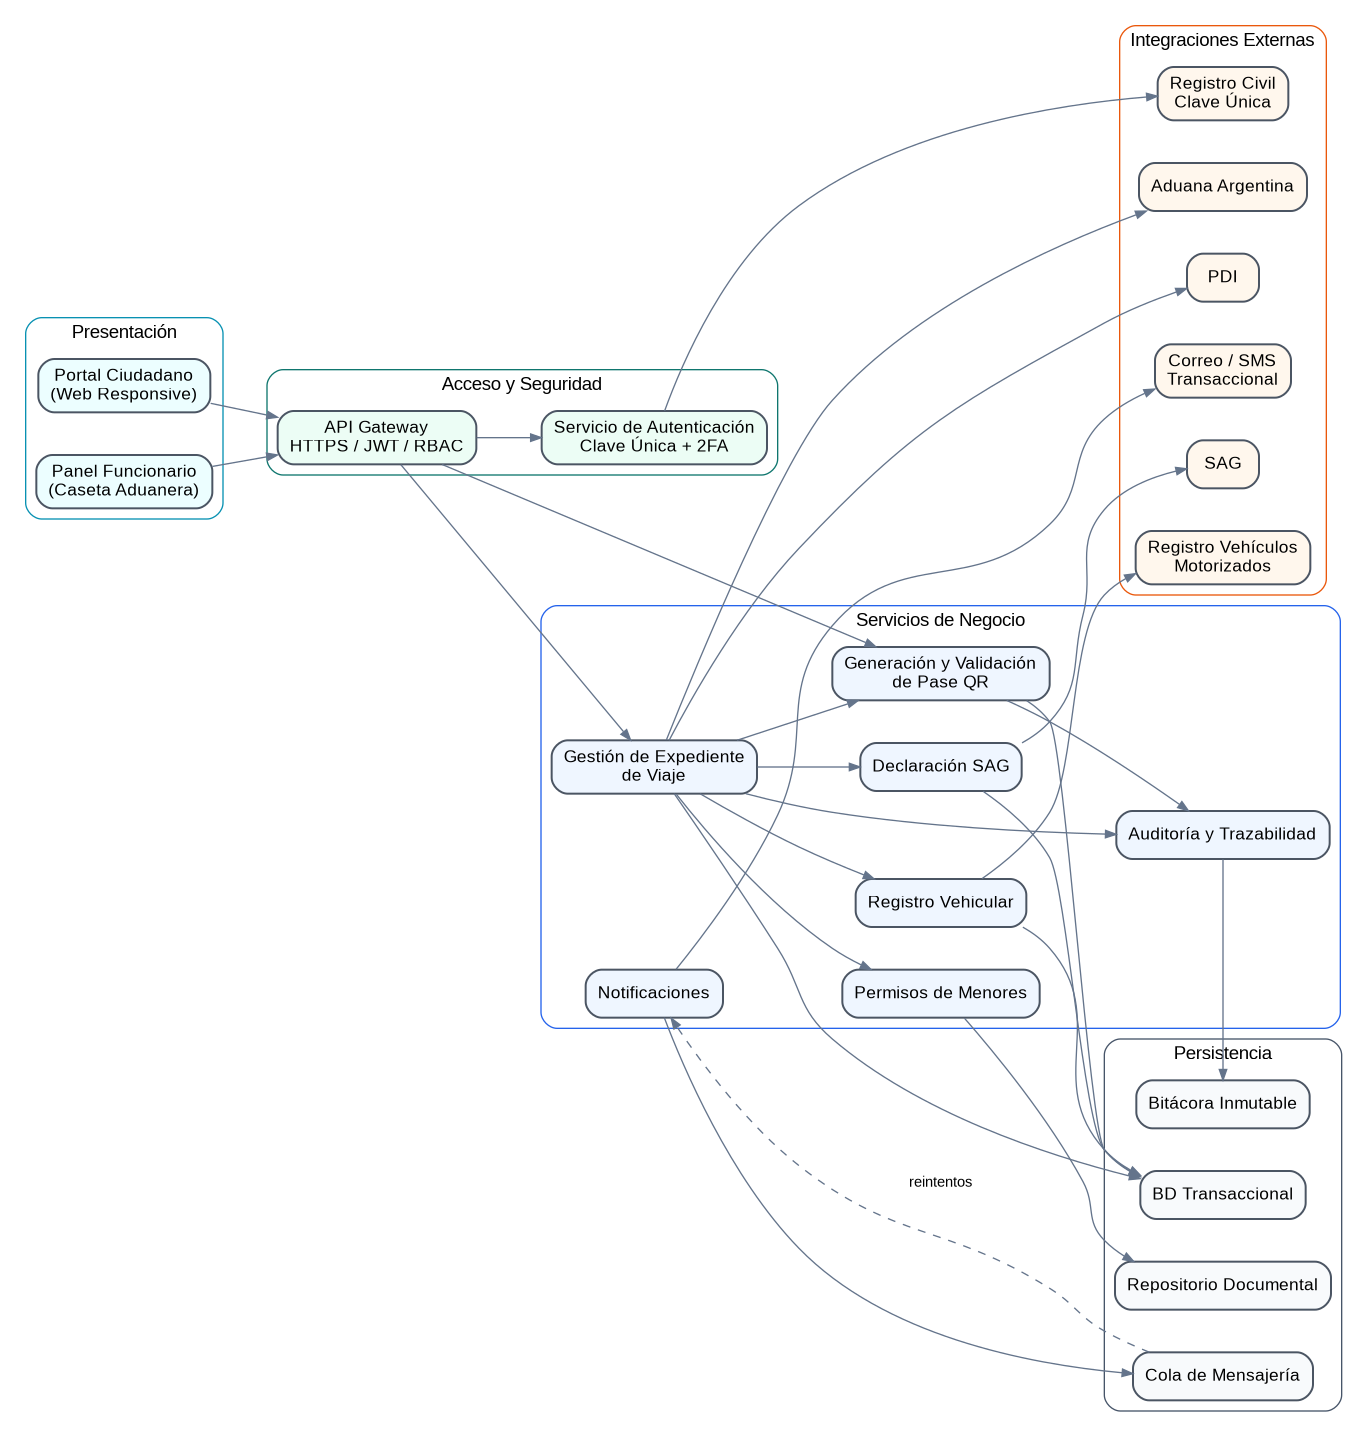 Presentación
Portal Ciudadano
(Web Responsive)
Panel Funcionario
(Caseta Aduanera)
Acceso y Seguridad
API Gateway
HTTPS / JWT / RBAC
Servicio de Autenticación
Clave Única + 2FA
Integraciones Externas
Registro Civil
Clave Única
Aduana Argentina
PDI
Correo / SMS
Transaccional
SAG
Registro Vehículos
Motorizados
Servicios de Negocio
Generación y Validación
de Pase QR
Gestión de Expediente
de Viaje
Declaración SAG
Auditoría y Trazabilidad
Registro Vehicular
Notificaciones
Permisos de Menores
Persistencia
Bitácora Inmutable
BD Transaccional
reintentos
Repositorio Documental
Cola de Mensajería